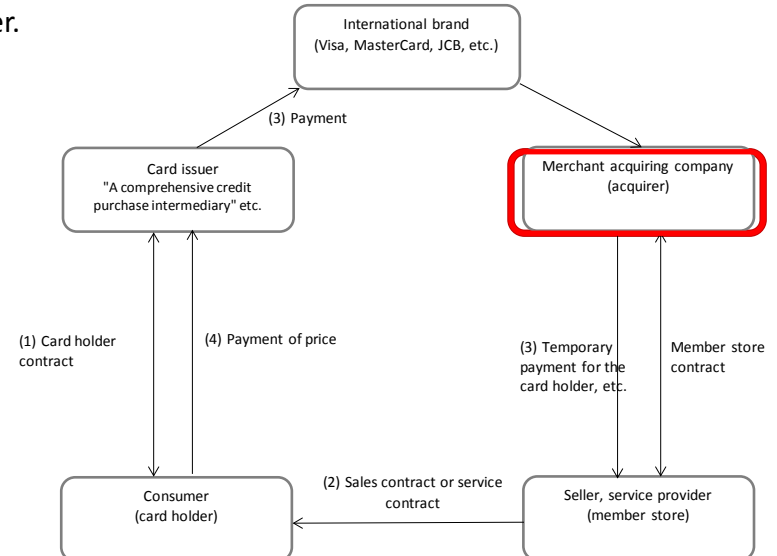 er.
International brand
(Visa, MasterCard, JCB, etc.)
(3) Payment
Card issuer
"A comprehensive credit
purchase intermediary" etc.
Merchant acquiring company
(acquirer)
(1) Card holder
contract
(4) Payment of price
(3) Temporary
payment for the
card holder, etc.
Member store
contract
(2) Sales contract or service
contract
Consumer
(card holder)
Seller, service provider
(member store)